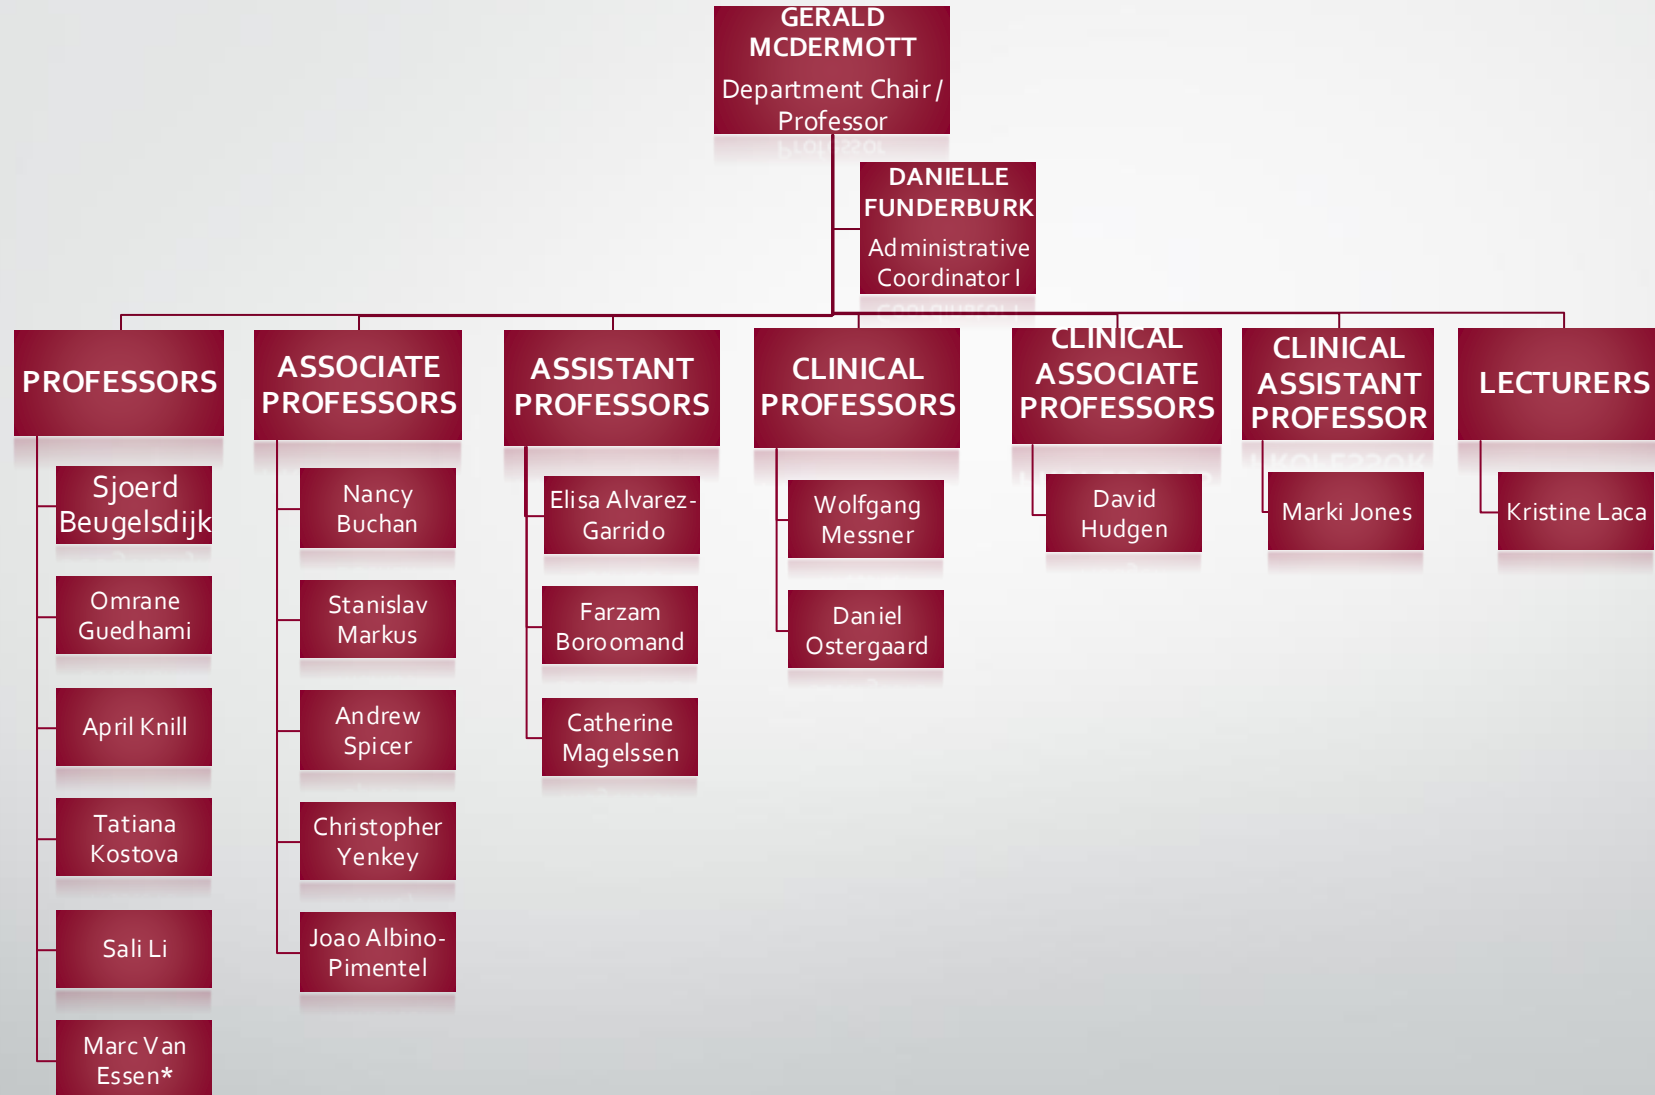 GERALD
MCDERMOTT
Department Chair /
Professor
DANIELLE
FUNDERBURK
Administrative
Coordinator I
PROFESSORS
Sjoerd
Beugelsdijk
Omrane
Guedhami
April Knill
Tatiana
Kostova
Sali Li
Marc Van
Essen*
ASSOCIATE
PROFESSORS
Nancy
Buchan
Stanislav
Markus
Andrew
Spicer
Christopher
Yenkey
Joao Albino-
Pimentel
ASSISTANT
PROFESSORS
Elisa Alvarez-
Garrido
Farzam
Boroomand
Catherine
Magelssen
CLINICAL
PROFESSORS
Wolfgang
Messner
Daniel
Ostergaard
CLINICAL
ASSOCIATE
PROFESSORS
David
Hudgen
CLINICAL
ASSISTANT
PROFESSOR
Marki Jones
LECTURERS
Kristine Laca